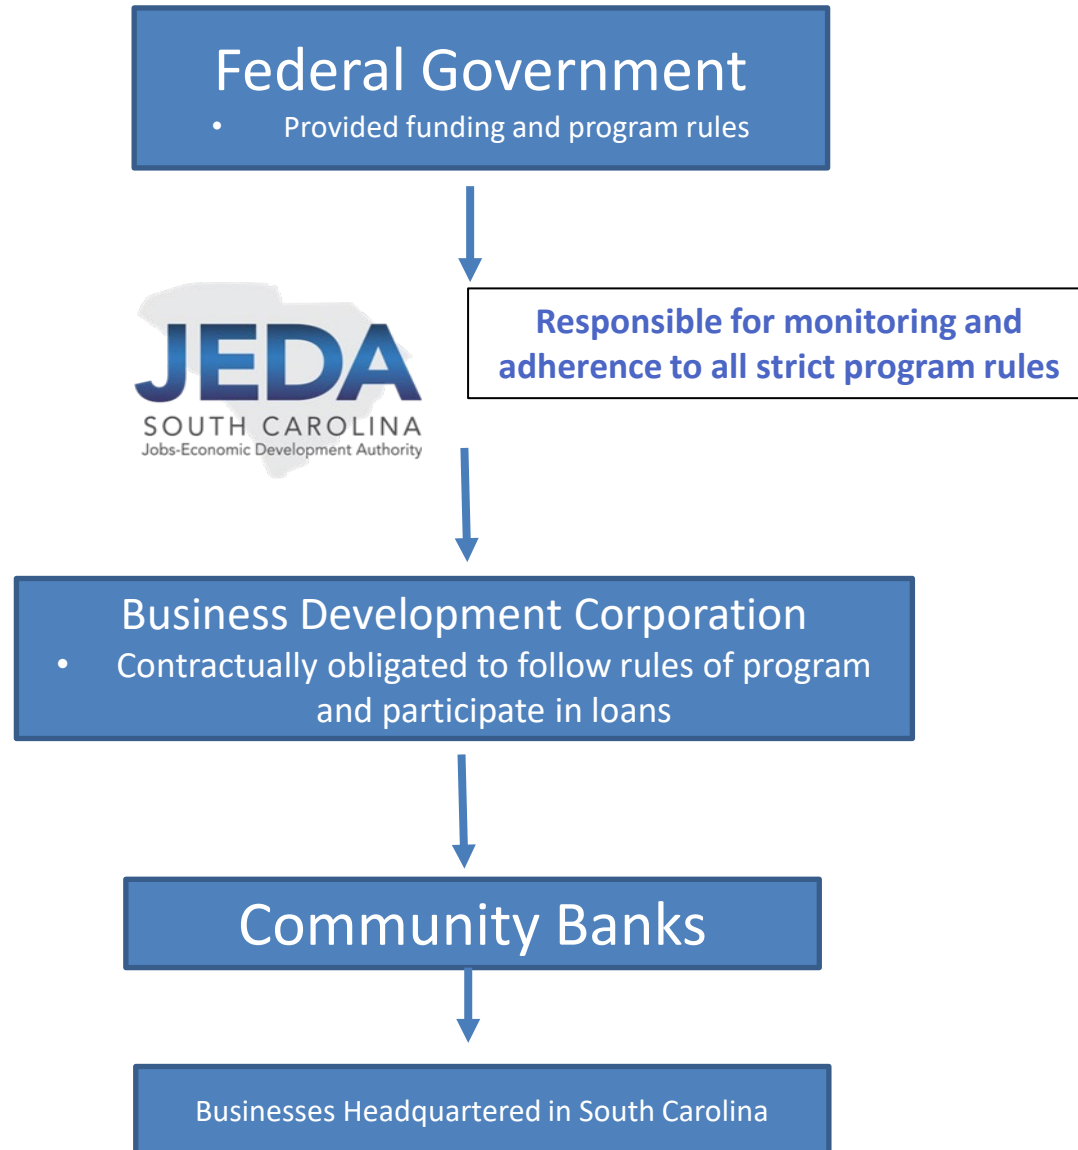 Federal Government
• Provided funding and program rules
JEDA
SOUTH CAROLINA
Jobs-Economic Development Authority
Responsible for monitoring and
adherence to all strict program rules
Business Development Corporation
• Contractually obligated to follow rules of program
and participate in loans
Community Banks
Businesses Headquartered in South Carolina